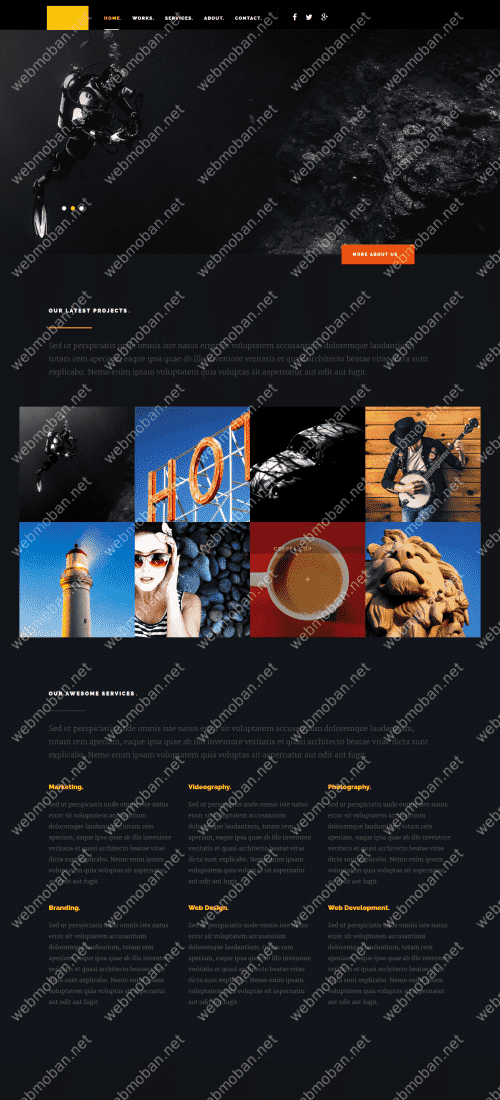 HOME. WORKS. SERVICES. ABOUT. CONTACT.
MORE ABOUT US
OUR LATEST PROJECTS.
Sed ut perspiciatis unde omnis iste natus error sit voluptatem accusantium doloremque laudantium,
totam rem aperiam, eaque ipsa quae ab illo inventore veritatis et quasi architecto beatae vitae dicta sunt
explicabo. Nemo enim ipsam voluptatem quia voluptas sit aspernatur aut odit aut fugit.
HOT
OUR AWESOME SERVICES.
Sed ut perspiciatis unde omnis iste natus error sit voluptatem accusantium doloremque laudantium,
totam rem aperiam, eaque ipsa quae ab illo inventore veritatis et quasi architecto beatae vitae dicta sunt
explicabo. Nemo enim ipsam voluptatem quia voluptas sit aspernatur aut odit aut fugit.
Marketing.
Sed ut perspiciatis unde omnis iste natus
error sit voluptatem accusantium
doloremque laudantium, totam rem
aperiam, eaque ipsa quae ab illo inventore
veritatis et quasi architecto beatae vitae
dicta sunt explicabo. Nemo enim ipsam
voluptatem quia voluptas sit aspernatur
aut odit aut fugit.
Videography.
Sed ut perspiciatis unde omnis iste natus
error sit voluptatem accusantium
doloremque laudantium, totam rem
aperiam, eaque ipsa quae ab illo inventore
veritatis et quasi architecto beatae vitae
dicta sunt explicabo. Nemo enim ipsam
voluptatem quia voluptas sit aspernatur
aut odit aut fugit.
Photography.
Sed ut perspiciatis unde omnis iste natus
error sit voluptatem accusantium
doloremque laudantium, totam rem
aperiam, eaque ipsa quae ab illo inventore
veritatis et quasi architecto beatae vitae
dicta sunt explicabo. Nemo enim ipsam
voluptatem quia voluptas sit aspernatur
aut odit aut fugit.
Branding.
Sed ut perspiciatis unde omnis iste natus
error sit voluptatem accusantium
doloremque laudantium, totam rem
aperiam, eaque ipsa quae ab illo inventore
veritatis et quasi architecto beatae vitae
dicta sunt explicabo. Nemo enim ipsam
voluptatem quia voluptas sit aspernatur
aut odit aut fugit.
Web Design.
Sed ut perspiciatis unde omnis iste natus
error sit voluptatem accusantium
doloremque laudantium, totam rem
aperiam, eaque ipsa quae ab illo inventore
veritatis et quasi architecto beatae vitae
dicta sunt explicabo. Nemo enim ipsam
voluptatem quia voluptas sit aspernatur
aut odit aut fugit.
Web Development.
Sed ut perspiciatis unde omnis iste natus
error sit voluptatem accusantium
doloremque laudantium, totam rem
aperiam, eaque ipsa quae ab illo inventore
veritatis et quasi architecto beatae vitae
dicta sunt explicabo. Nemo enim ipsam
voluptatem quia voluptas sit aspernatur
aut odit aut fugit.
webmoban.net